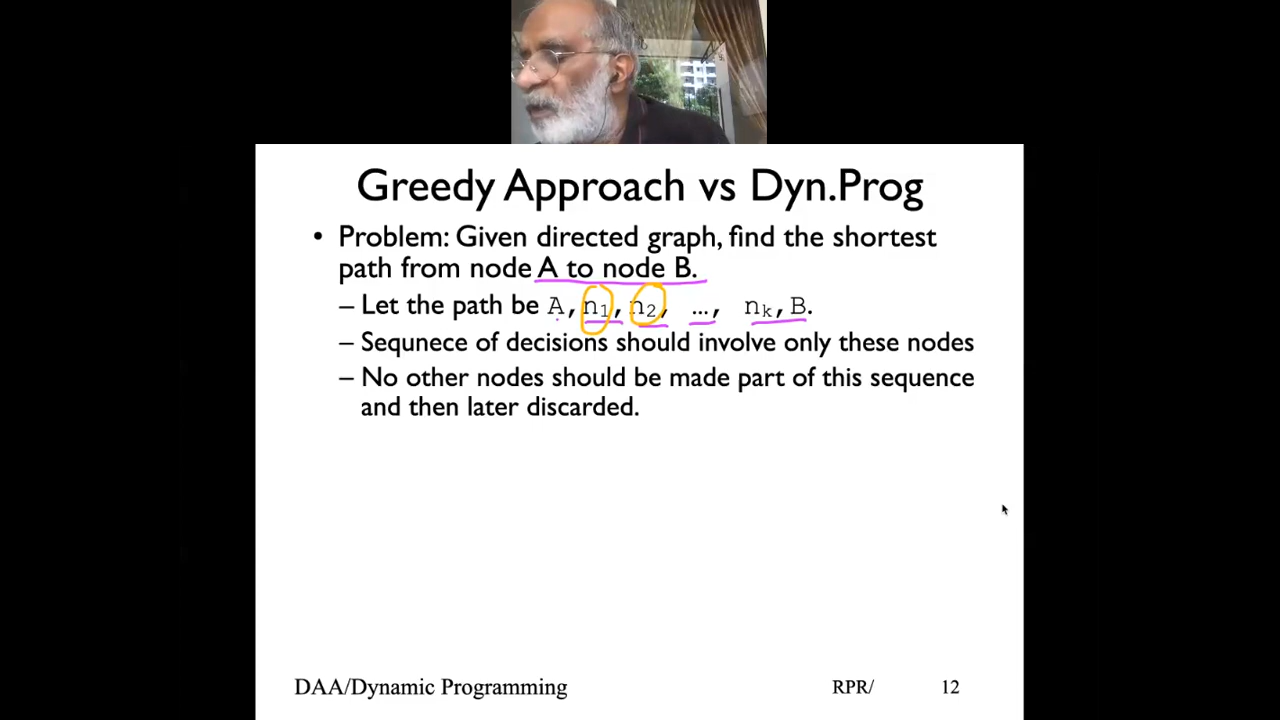 Greedy Approach vs Dyn.Prog
• Problem: Given directed graph, find the shortest
path from node A to node B.
– Let the path be A, n₁, n₂, …, nₖ, B.
– Sequnece of decisions should involve only these nodes
– No other nodes should be made part of this sequence
and then later discarded.
DAA/Dynamic Programming RPR/ 12